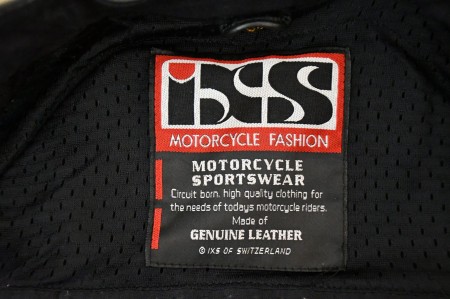 iXS
MOTORCYCLE FASHION
MOTORCYCLE
SPORTSWEAR
Circuit born, high quality clothing for
the needs of todays motorcycle riders.
Made of
GENUINE LEATHER
© IXS OF SWITZERLAND